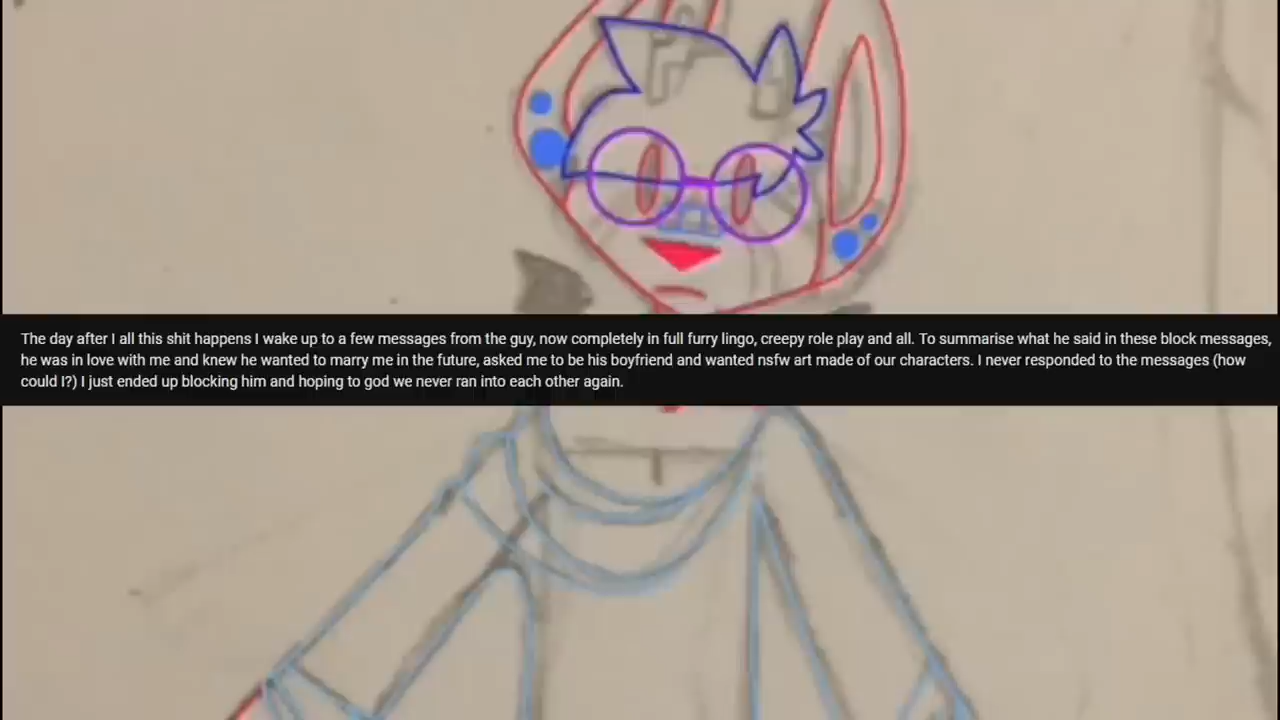 The day after I all this shit happens I wake up to a few messages from the guy, now completely in full furry lingo, creepy role play and all. To summarise what he said in these block messages,
he was in love with me and knew he wanted to marry me in the future, asked me to be his boyfriend and wanted nsfw art made of our characters. I never responded to the messages (how
could I?) I just ended up blocking him and hoping to god we never ran into each other again.